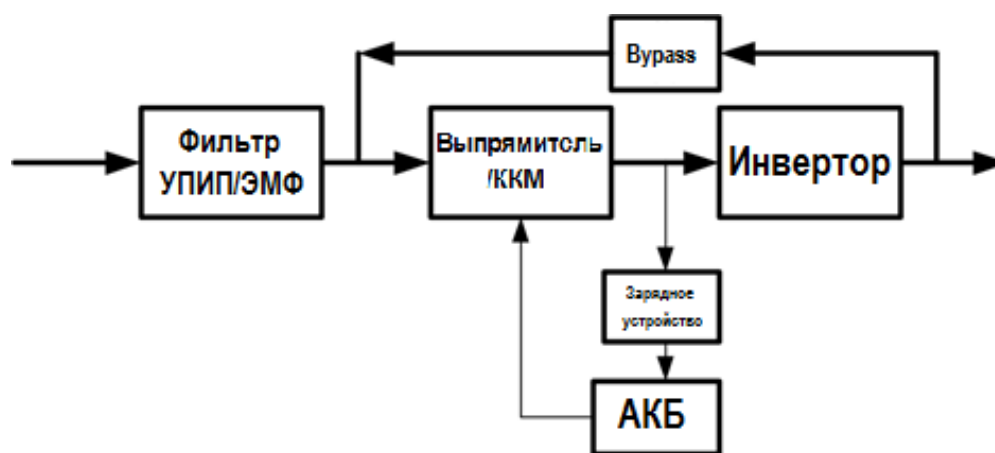 Bypass
Фильтр
УПИП/ЭМФ
Выпрямитель
/ККМ
Инвертор
Зарядное
устройство
АКБ